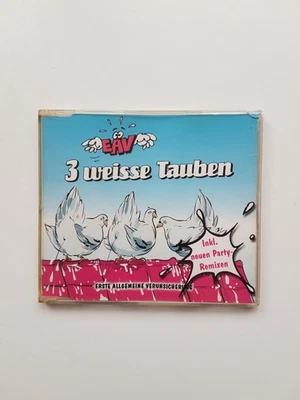 EAV
3 weisse Tauben
Inkl.
neuen Party-
Remixen
ERSTE ALLGEMEINE VERUNSICHERUNG